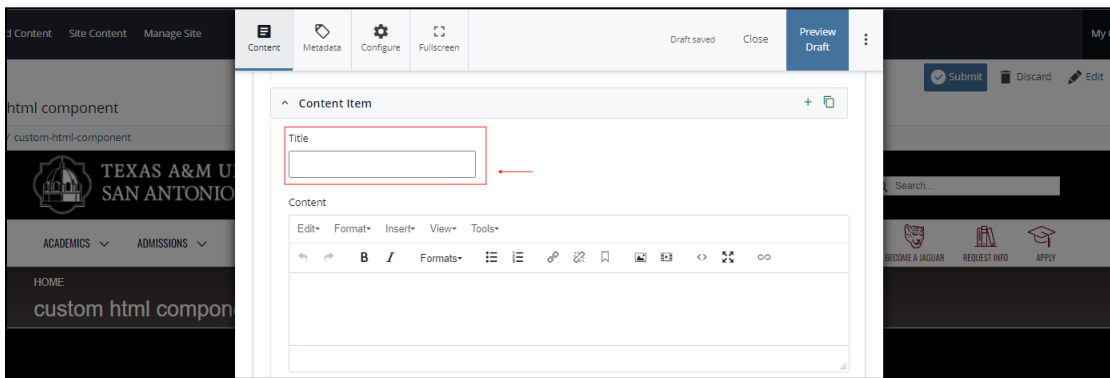 d Content Site Content Manage Site
Content Metadata Configure Fullscreen Draft saved Close Preview Draft
My
Submit Discard Edit
html component
/ custom-html-component
Content Item
Title
Content
Edit Format Insert View Tools
B I Formats
TEXAS A&M U
SAN ANTONIO
Search...
ACADEMICS ADMISSIONS
BECOME A JAGUAR REQUEST INFO APPLY
HOME
custom html compon